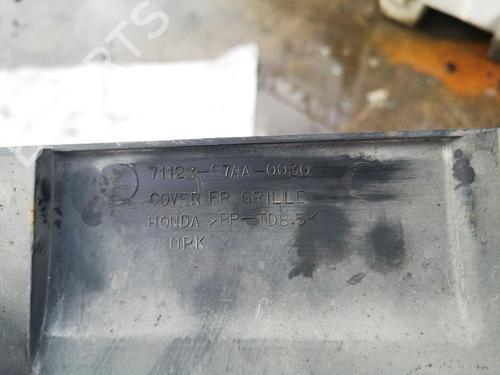 71123-S7AA-0030
COVER FR GRILLE
HONDA >PP-TD8.5<
MRK